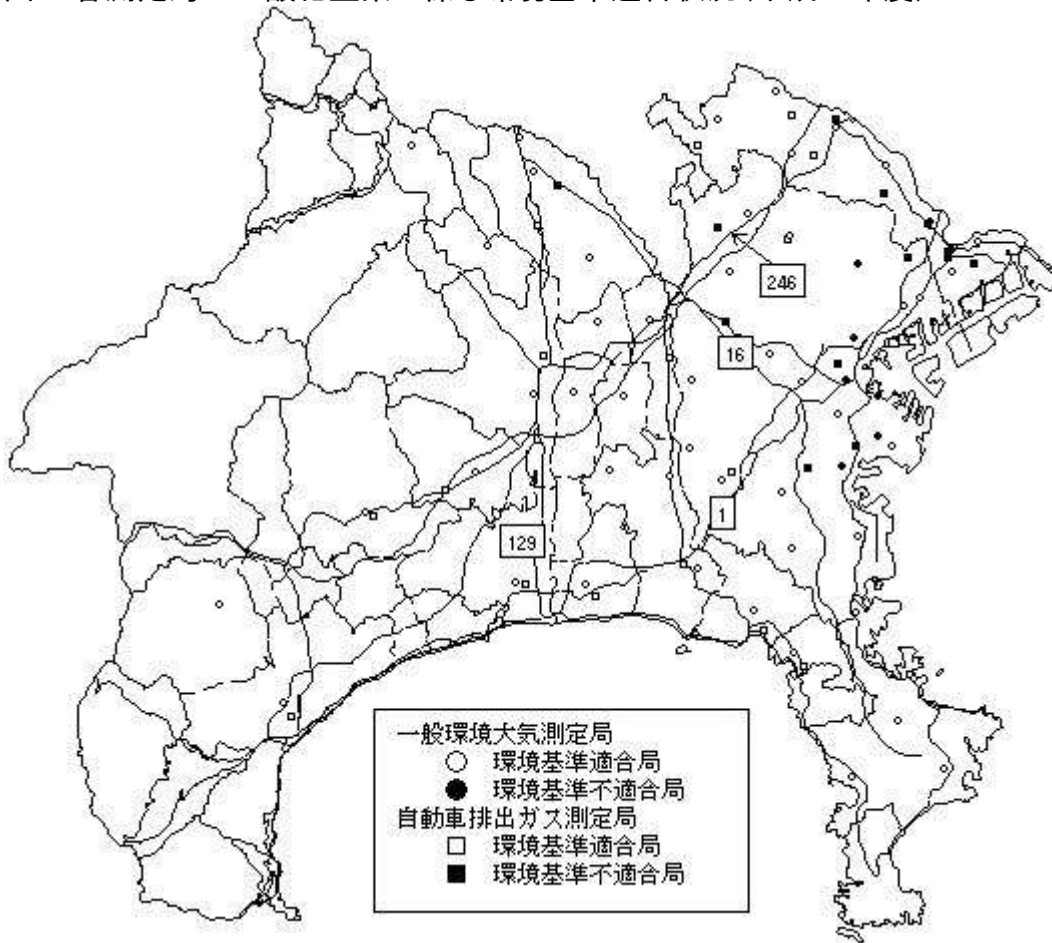 246
16
1
129
一般環境大気測定局
○ 環境基準適合局
● 環境基準不適合局
自動車排出ガス測定局
□ 環境基準適合局
■ 環境基準不適合局